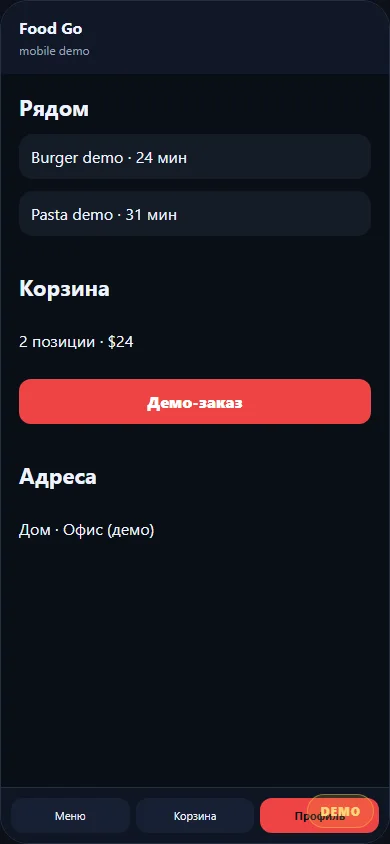 Food Go
mobile demo
Рядом
Burger demo · 24 мин
Pasta demo · 31 мин
Корзина
2 позиции · $24
Демо-заказ
Адреса
Дом · Офис (демо)
Меню
Корзина
Профиль
DEMO